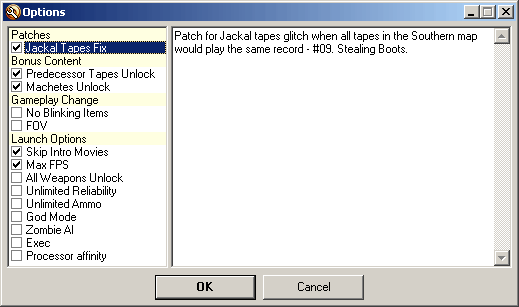 Options
Patches
Jackal Tapes Fix
Bonus Content
Predecessor Tapes Unlock
Machetes Unlock
Gameplay Change
No Blinking Items
FOV
Launch Options
Skip Intro Movies
Max FPS
All Weapons Unlock
Unlimited Reliability
Unlimited Ammo
God Mode
Zombie AI
Exec
Processor affinity
Patch for Jackal tapes glitch when all tapes in the Southern map
would play the same record - #09. Stealing Boots.
OK
Cancel